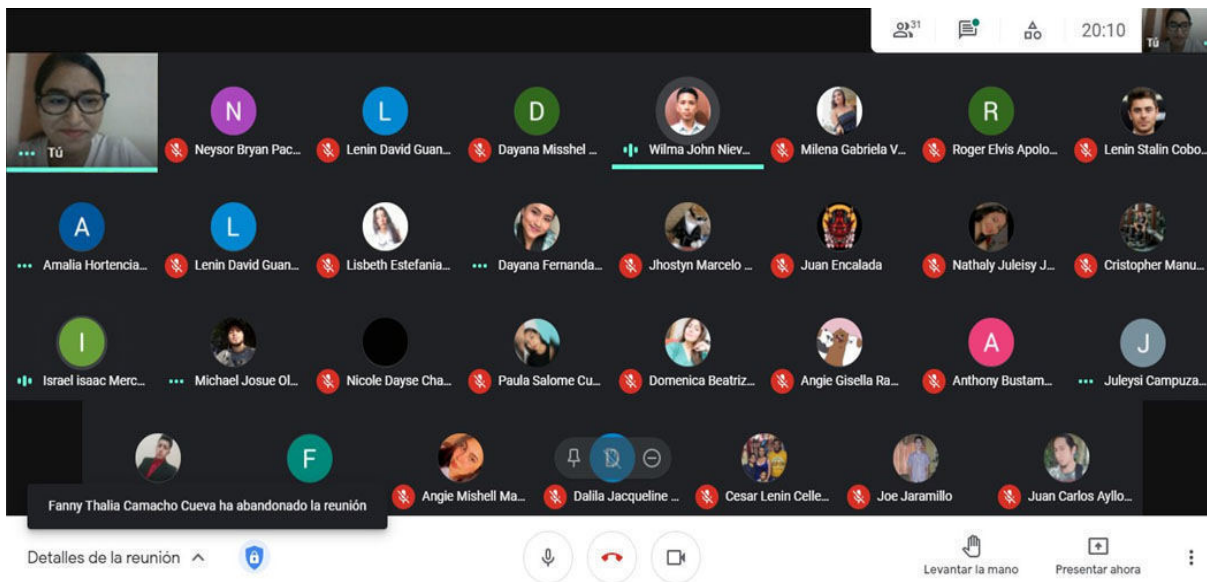 31
20:10
Tú
Tú
N
Neysor Bryan Pac...
L
Lenin David Guan...
D
Dayana Misshel ...
Wilma John Niev...
Milena Gabriela V...
R
Roger Elvis Apolo...
Lenin Stalin Cobo...
A
Amalia Hortencia...
L
Lenin David Guan...
Lisbeth Estefania...
Dayana Fernanda...
Jhostyn Marcelo ...
Juan Encalada
Nathaly Juleisy J...
Cristopher Manu...
I
Israel isaac Merc...
Michael Josue Ol...
Nicole Dayse Cha...
Paula Salome Cu...
Domenica Beatriz...
Angie Gisella Ra...
A
Anthony Bustam...
J
Juleysi Campuza...
F
Angie Mishell Ma...
D
Dalila Jacqueline ...
Cesar Lenin Celle...
Joe Jaramillo
Juan Carlos Ayllo...
Fanny Thalia Camacho Cueva ha abandonado la reunión
Detalles de la reunión
Levantar la mano
Presentar ahora